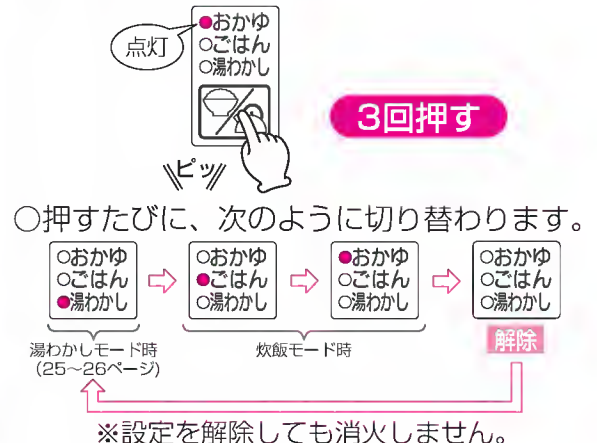 点灯
●おかゆ
○ごはん
○湯わかし
3回押す
ピッ
○押すたびに、次のように切り替わります。
○おかゆ
○ごはん
●湯わかし
○おかゆ
●ごはん
○湯わかし
●おかゆ
○ごはん
○湯わかし
○おかゆ
○ごはん
○湯わかし
湯わかしモード時
(25～26ページ)
炊飯モード時
解除
※設定を解除しても消火しません。